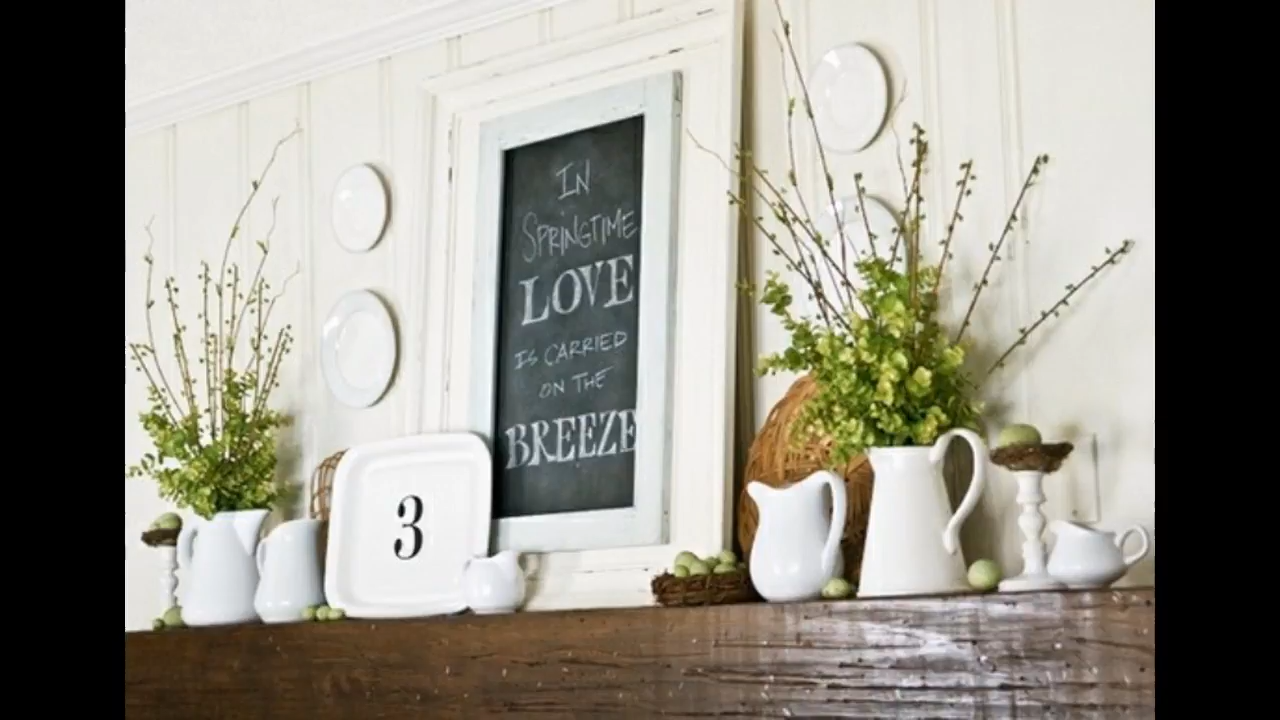 IN
SPRINGTIME
LOVE
IS CARRIED
ON THE
BREEZE
3